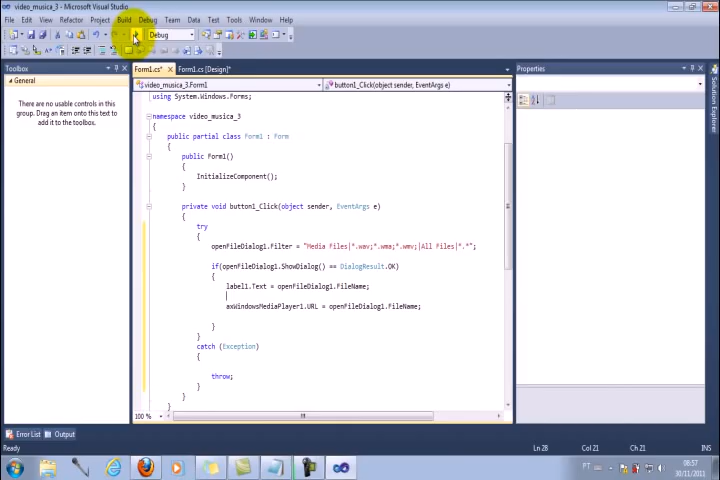 video_musica_3 - Microsoft Visual Studio
File Edit View Refactor Project Build Debug Team Data Test Tools Window Help
Debug
Toolbox
General
There are no usable controls in this
group. Drag an item onto this text to
add it to the toolbox.
Form1.cs* Form1.cs [Design]*
video_musica_3.Form1 button1_Click(object sender, EventArgs e)
using System.Windows.Forms;
namespace video_musica_3
{
public partial class Form1 : Form
{
public Form1()
{
InitializeComponent();
}
private void button1_Click(object sender, EventArgs e)
{
try
{
openFileDialog1.Filter = "Media Files|*.wav;*.wma;*.wmv;|All Files|*.*";
if(openFileDialog1.ShowDialog() == DialogResult.OK)
{
label1.Text = openFileDialog1.FileName;
axWindowsMediaPlayer1.URL = openFileDialog1.FileName;
}
}
catch (Exception)
{
throw;
}
}
}
100 %
Properties
Solution Explorer
Error List Output
Ready Ln 28 Col 21 Ch 21 INS
PT 08:57
30/11/2011